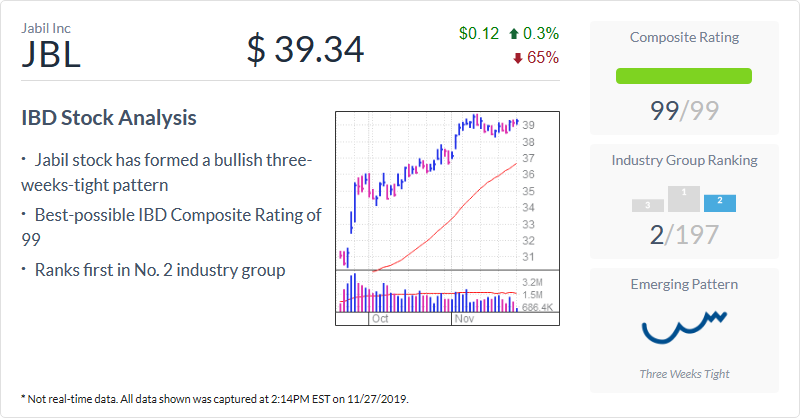 Jabil Inc
JBL
$ 39.34
$0.12 0.3%
65%
IBD Stock Analysis
· Jabil stock has formed a bullish three-
weeks-tight pattern
· Best-possible IBD Composite Rating of
99
· Ranks first in No. 2 industry group
39
38
37
36
35
34
33
32
31
3.2M
1.5M
686.4K
Oct
Nov
Composite Rating
99/99
Industry Group Ranking
3 1 2
2/197
Emerging Pattern
Three Weeks Tight
* Not real-time data. All data shown was captured at 2:14PM EST on 11/27/2019.